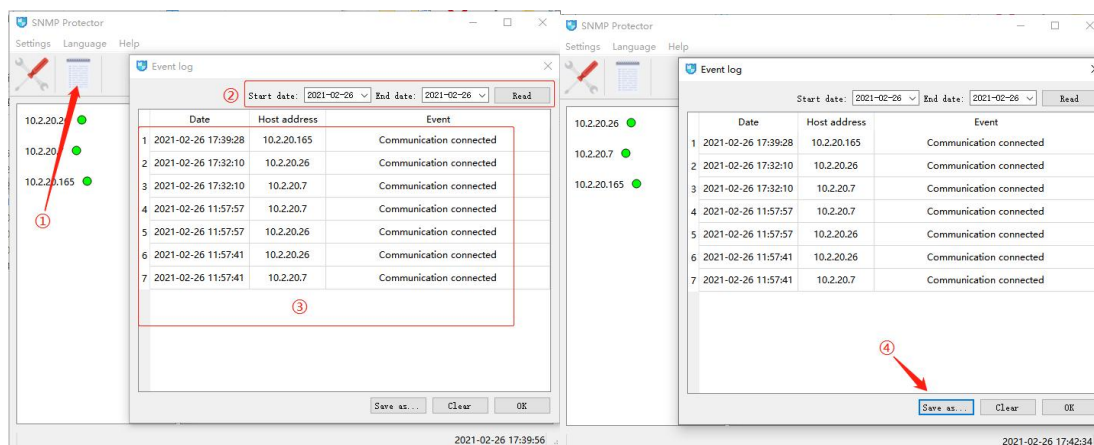 SNMP Protector
Settings Language Help
Event log
② Start date: 2021-02-26 End date: 2021-02-26 Read
Date Host address Event
1 2021-02-26 17:39:28 10.2.20.165 Communication connected
2 2021-02-26 17:32:10 10.2.20.26 Communication connected
3 2021-02-26 17:32:10 10.2.20.7 Communication connected
4 2021-02-26 11:57:57 10.2.20.7 Communication connected
5 2021-02-26 11:57:57 10.2.20.26 Communication connected
6 2021-02-26 11:57:41 10.2.20.26 Communication connected
7 2021-02-26 11:57:41 10.2.20.7 Communication connected
③
10.2.20.2
10.2.20
10.2.20.165
①
Save as... Clear OK
2021-02-26 17:39:56
SNMP Protector
Settings Language Help
Event log
Start date: 2021-02-26 End date: 2021-02-26 Read
Date Host address Event
1 2021-02-26 17:39:28 10.2.20.165 Communication connected
2 2021-02-26 17:32:10 10.2.20.26 Communication connected
3 2021-02-26 17:32:10 10.2.20.7 Communication connected
4 2021-02-26 11:57:57 10.2.20.7 Communication connected
5 2021-02-26 11:57:57 10.2.20.26 Communication connected
6 2021-02-26 11:57:41 10.2.20.26 Communication connected
7 2021-02-26 11:57:41 10.2.20.7 Communication connected
10.2.20.26
10.2.20.7
10.2.20.165
④
Save as... Clear OK
2021-02-26 17:42:34